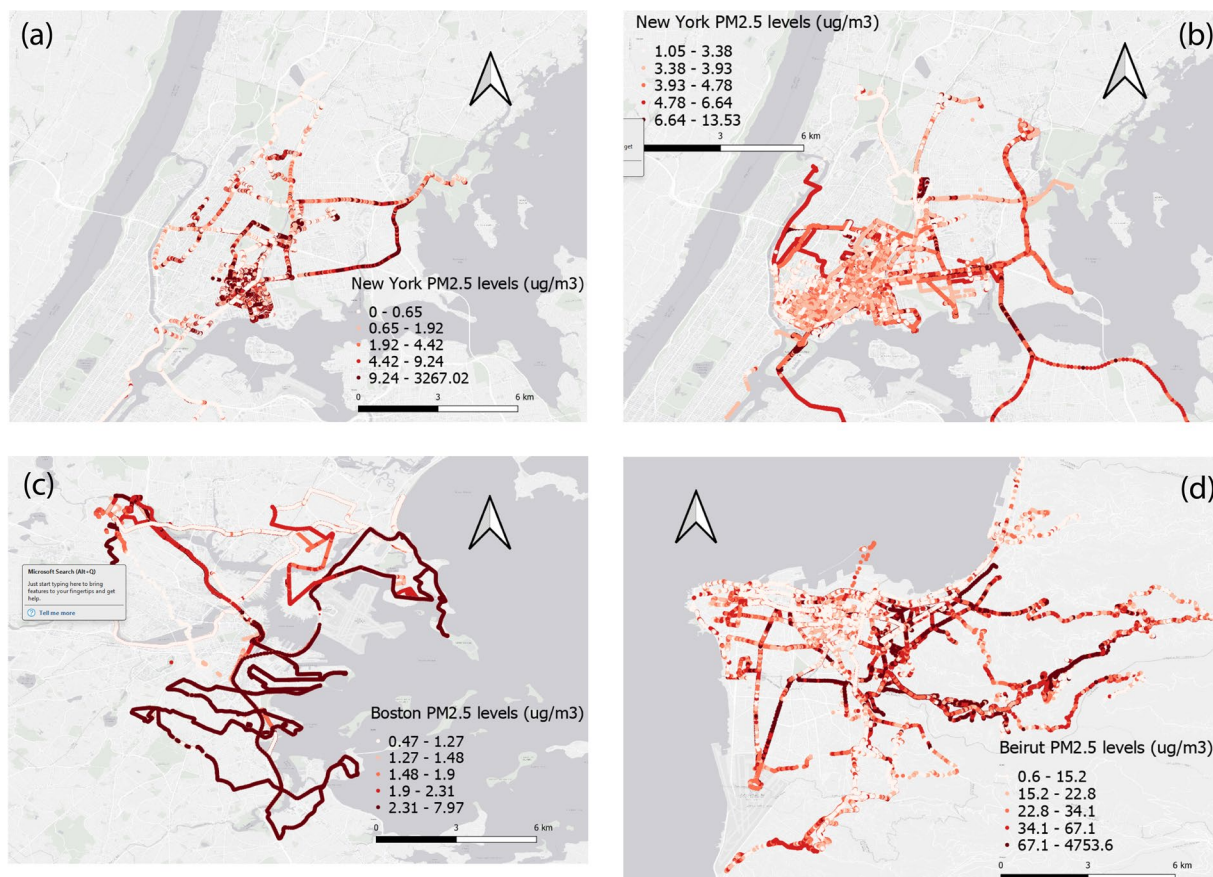 (a)
New York PM2.5 levels (ug/m3)
0 - 0.65
0.65 - 1.92
1.92 - 4.42
4.42 - 9.24
9.24 - 3267.02
0 3 6 km
New York PM2.5 levels (ug/m3)
(b)
1.05 - 3.38
3.38 - 3.93
3.93 - 4.78
4.78 - 6.64
6.64 - 13.53
3 6 km
get
(c)
Microsoft Search (Alt+Q)
Just start typing here to bring
features to your fingertips and get
help.
? Tell me more
Boston PM2.5 levels (ug/m3)
0.47 - 1.27
1.27 - 1.48
1.48 - 1.9
1.9 - 2.31
2.31 - 7.97
0 3 6 km
(d)
Beirut PM2.5 levels (ug/m3)
0.6 - 15.2
15.2 - 22.8
22.8 - 34.1
34.1 - 67.1
67.1 - 4753.6
0 3 6 km